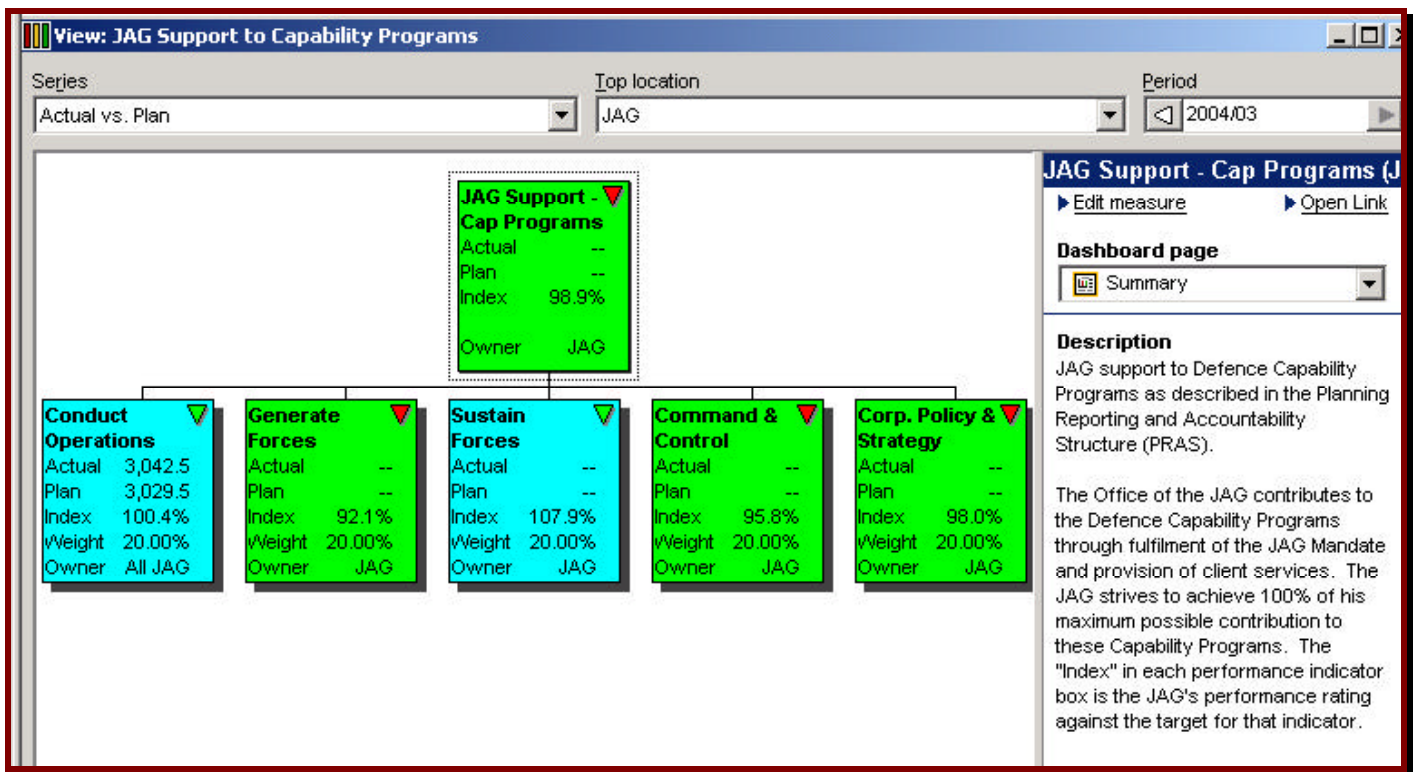 View: JAG Support to Capability Programs
Series
Top location
Period
Actual vs. Plan
JAG
2004/03
JAG Support -
Cap Programs
Actual --
Plan --
Index 98.9%
Owner JAG
Conduct
Operations
Actual 3,042.5
Plan 3,029.5
Index 100.4%
Weight 20.00%
Owner All JAG
Generate
Forces
Actual --
Plan --
Index 92.1%
Weight 20.00%
Owner JAG
Sustain
Forces
Actual --
Plan --
Index 107.9%
Weight 20.00%
Owner JAG
Command &
Control
Actual --
Plan --
Index 95.8%
Weight 20.00%
Owner JAG
Corp. Policy &
Strategy
Actual --
Plan --
Index 98.0%
Weight 20.00%
Owner JAG
JAG Support - Cap Programs (J
Edit measure
Open Link
Dashboard page
Summary
Description
JAG support to Defence Capability
Programs as described in the Planning
Reporting and Accountability
Structure (PRAS).
The Office of the JAG contributes to
the Defence Capability Programs
through fulfilment of the JAG Mandate
and provision of client services. The
JAG strives to achieve 100% of his
maximum possible contribution to
these Capability Programs. The
"Index" in each performance indicator
box is the JAG's performance rating
against the target for that indicator.